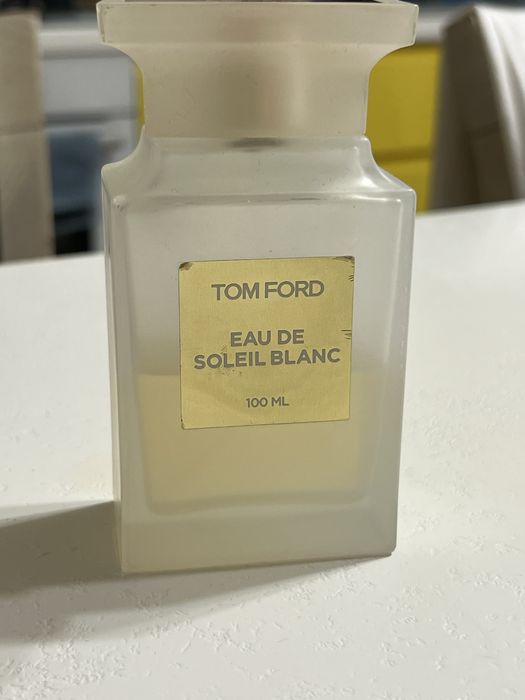 TOM FORD
EAU DE
SOLEIL BLANC
100 ML